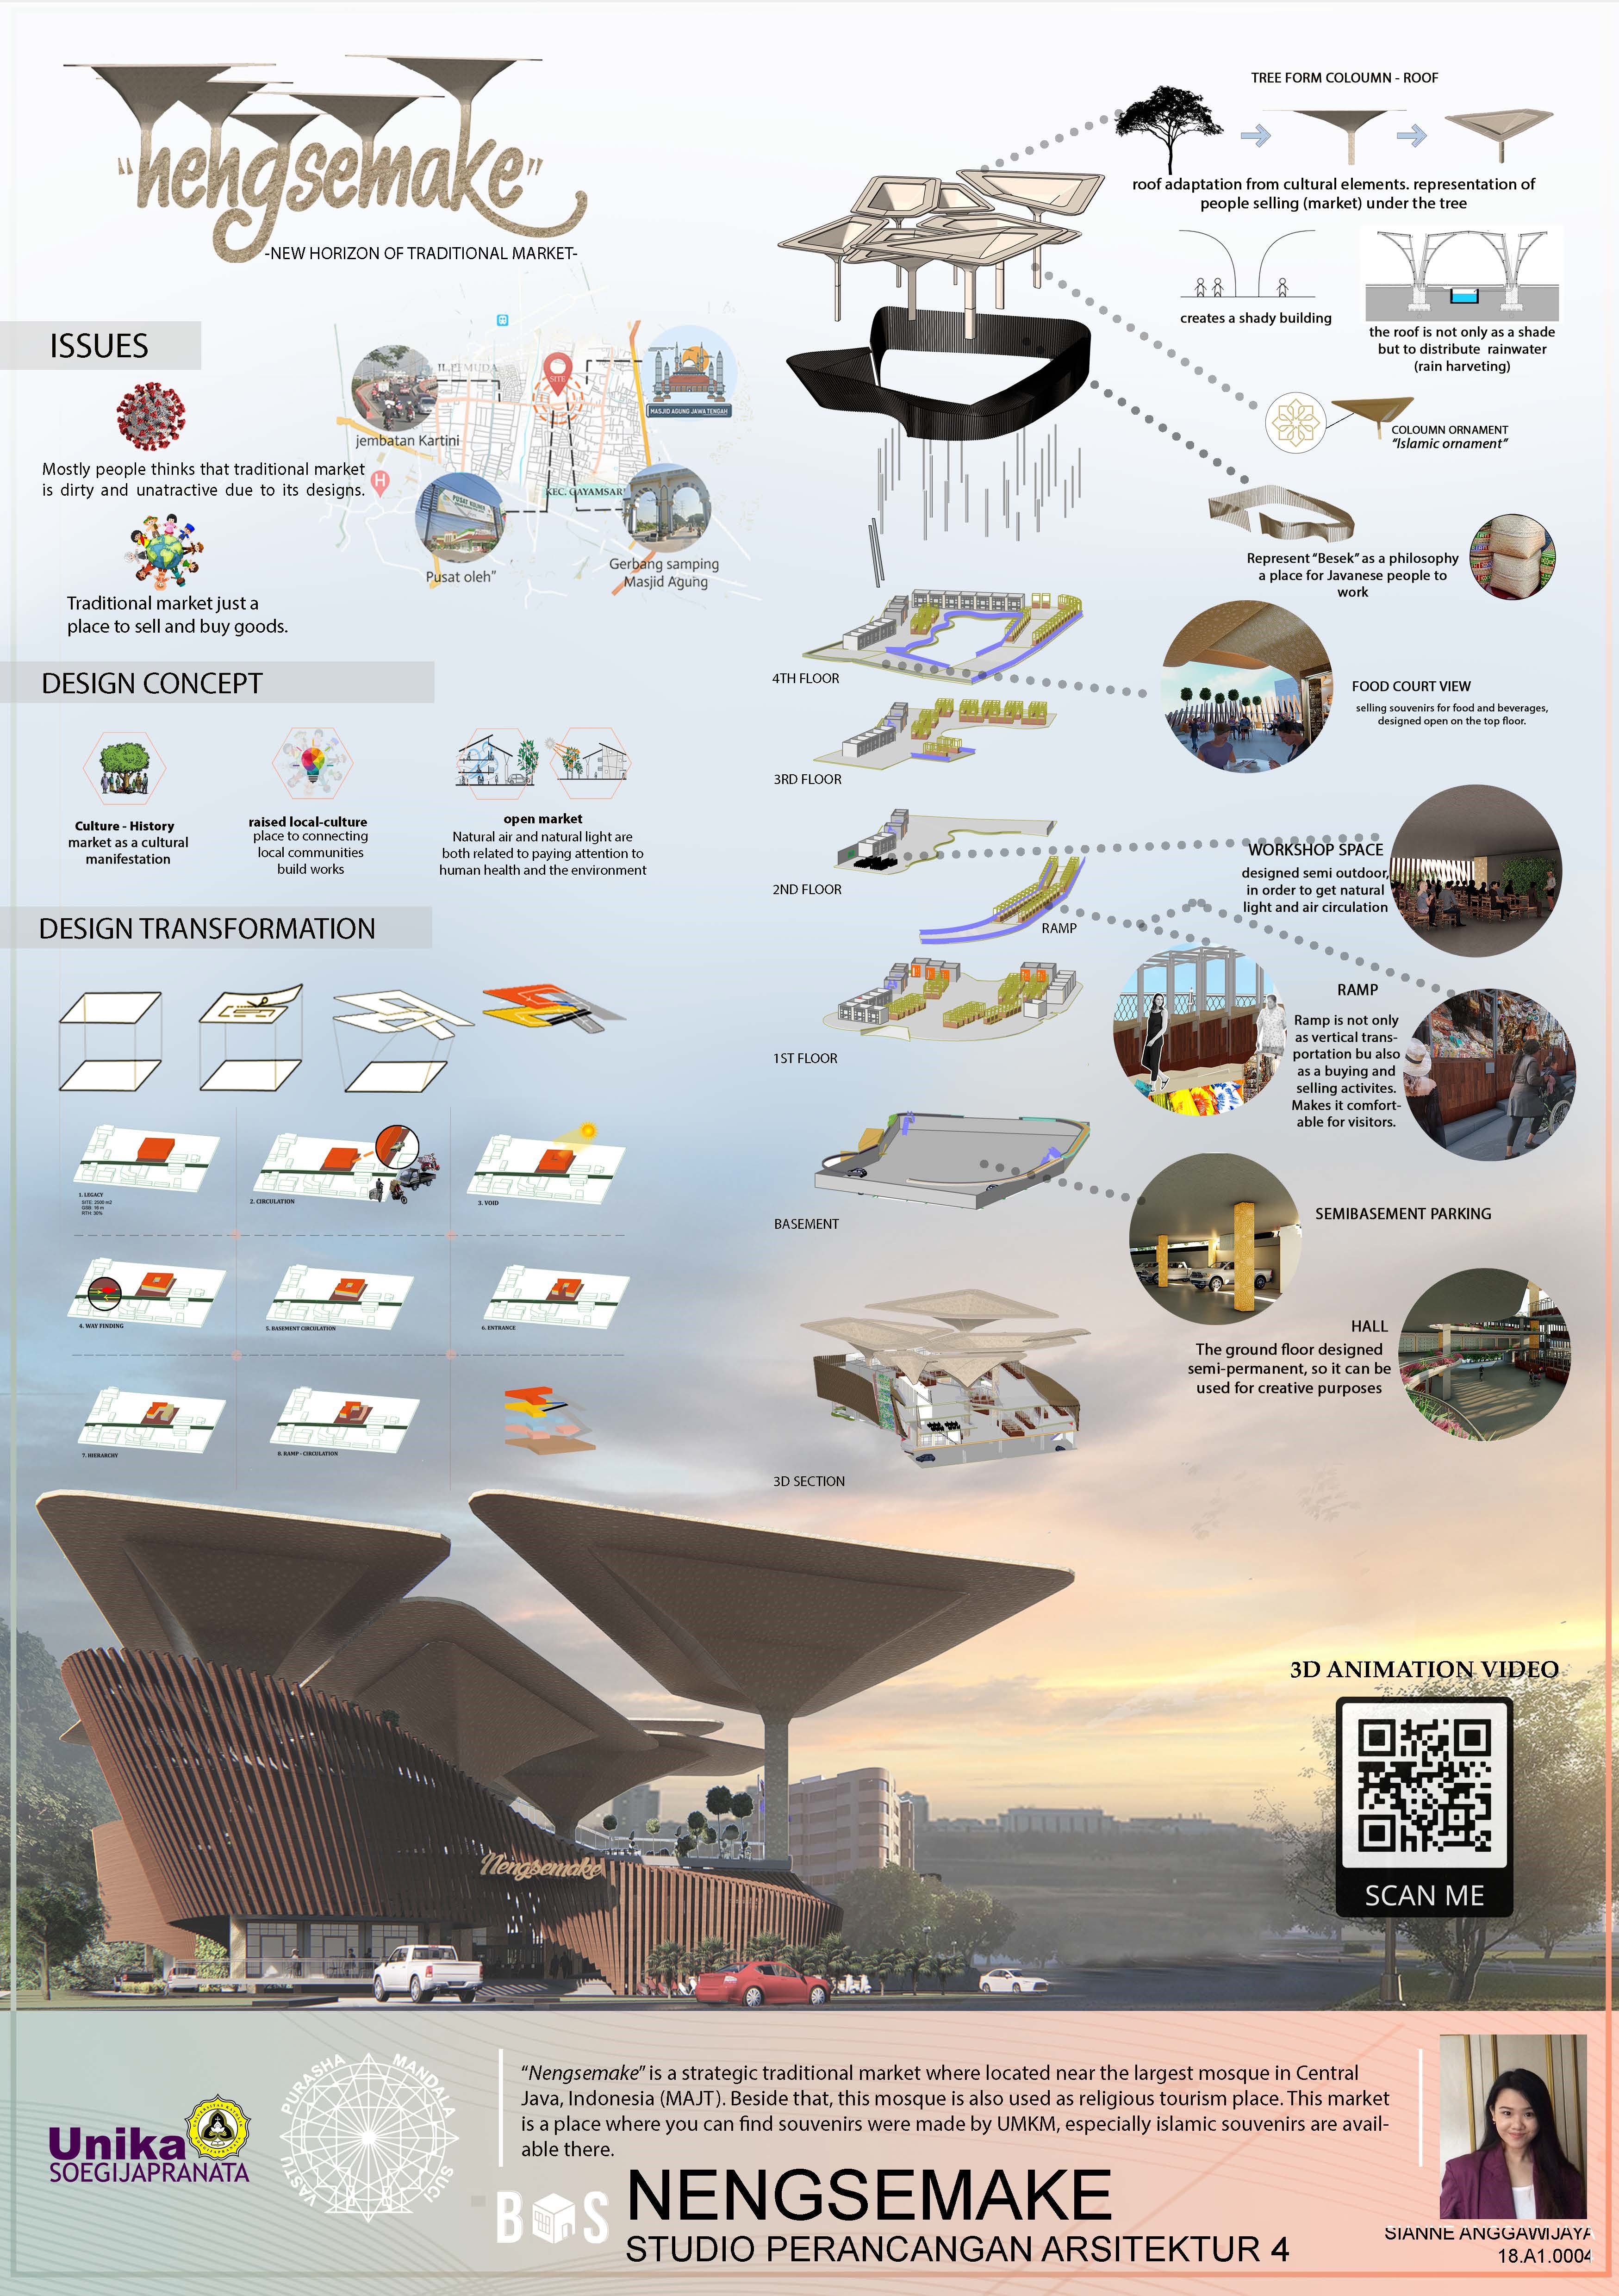 "nengsemake"
-NEW HORIZON OF TRADITIONAL MARKET-
ISSUES
Mostly people thinks that traditional market
is dirty and unatractive due to its designs.
Traditional market just a
place to sell and buy goods.
SITE
MASJID AGUNG JAWA TENGAH
jembatan Kartini
H
KEC. GAYAMSARI
PUSAT KULINER
Pusat oleh"
Gerbang samping
Masjid Agung
DESIGN CONCEPT
Culture - History
market as a cultural
manifestation
raised local-culture
place to connecting
local communities
build works
open market
Natural air and natural light are
both related to paying attention to
human health and the environment
DESIGN TRANSFORMATION
1. LEGACY
SITE: 2500 m2
GSB: 16 m
RTH: 30%
2. CIRCULATION
3. VOID
4. WAY FINDING
5. BASEMENT CIRCULATION
6. ENTRANCE
7. HIERARCHY
8. RAMP - CIRCULATION
TREE FORM COLOUMN - ROOF
roof adaptation from cultural elements. representation of
people selling (market) under the tree
creates a shady building
the roof is not only as a shade
but to distribute rainwater
(rain harveting)
COLOUMN ORNAMENT
"Islamic ornament"
Represent "Besek" as a philosophy
a place for Javanese people to
work
4TH FLOOR
FOOD COURT VIEW
selling souvenirs for food and beverages,
designed open on the top floor.
3RD FLOOR
2ND FLOOR
WORKSHOP SPACE
designed semi outdoor,
in order to get natural
light and air circulation
RAMP
1ST FLOOR
RAMP
Ramp is not only
as vertical trans-
portation bu also
as a buying and
selling activites.
Makes it comfort-
able for visitors.
BASEMENT
SEMIBASEMENT PARKING
HALL
The ground floor designed
semi-permanent, so it can be
used for creative purposes
3D SECTION
Nengsemake
3D ANIMATION VIDEO
SCAN ME
Unika
SOEGIJAPRANATA
VASTU PURASHA MANDALA SUCI
"Nengsemake" is a strategic traditional market where located near the largest mosque in Central
Java, Indonesia (MAJT). Beside that, this mosque is also used as religious tourism place. This market
is a place where you can find souvenirs were made by UMKM, especially islamic souvenirs are avail-
able there.
B S
NENGSEMAKE
STUDIO PERANCANGAN ARSITEKTUR 4
SIANNE ANGGAWIJAYA
18.A1.0004